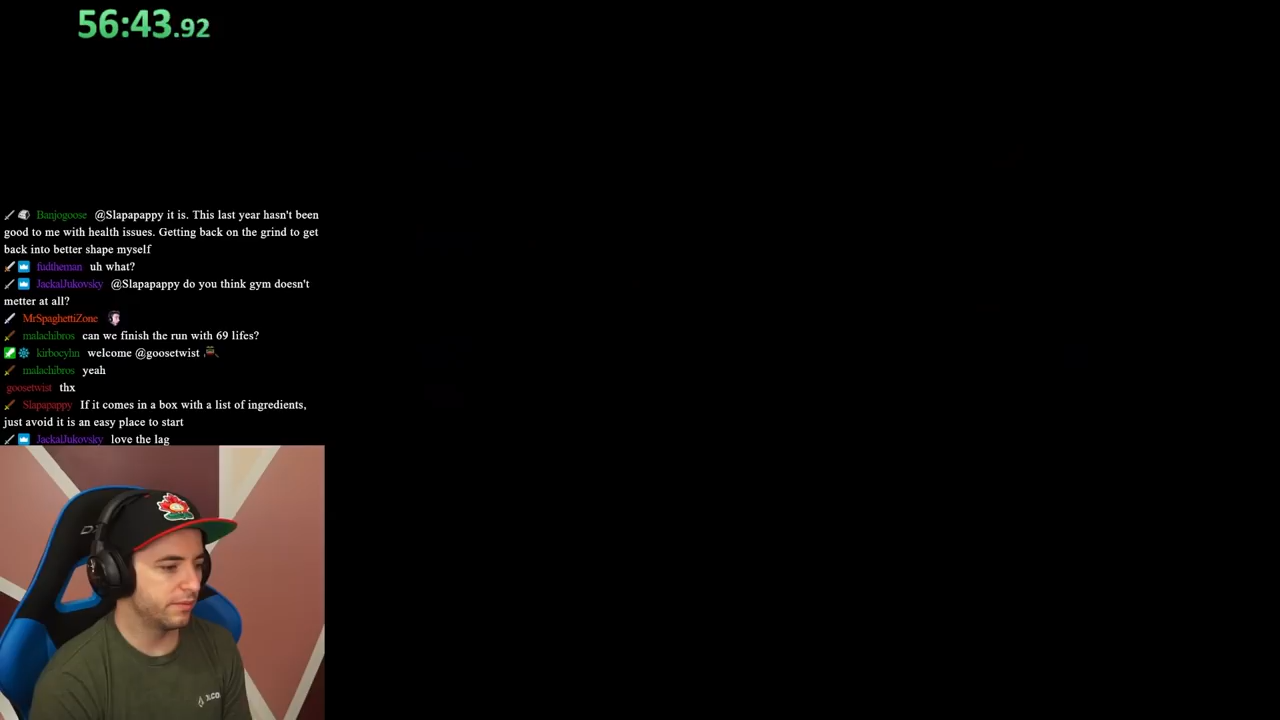 56:43.92
Banjogoose @Slapapappy it is. This last year hasn't been
good to me with health issues. Getting back on the grind to get
back into better shape myself
fudtheman uh what?
JackalJukovsky @Slapapappy do you think gym doesn't
metter at all?
MrSpaghettiZone
malachibros can we finish the run with 69 lifes?
kirbocyhn welcome @goosetwist
malachibros yeah
goosetwist thx
Slapapappy If it comes in a box with a list of ingredients,
just avoid it is an easy place to start
JackalJukovsky love the lag